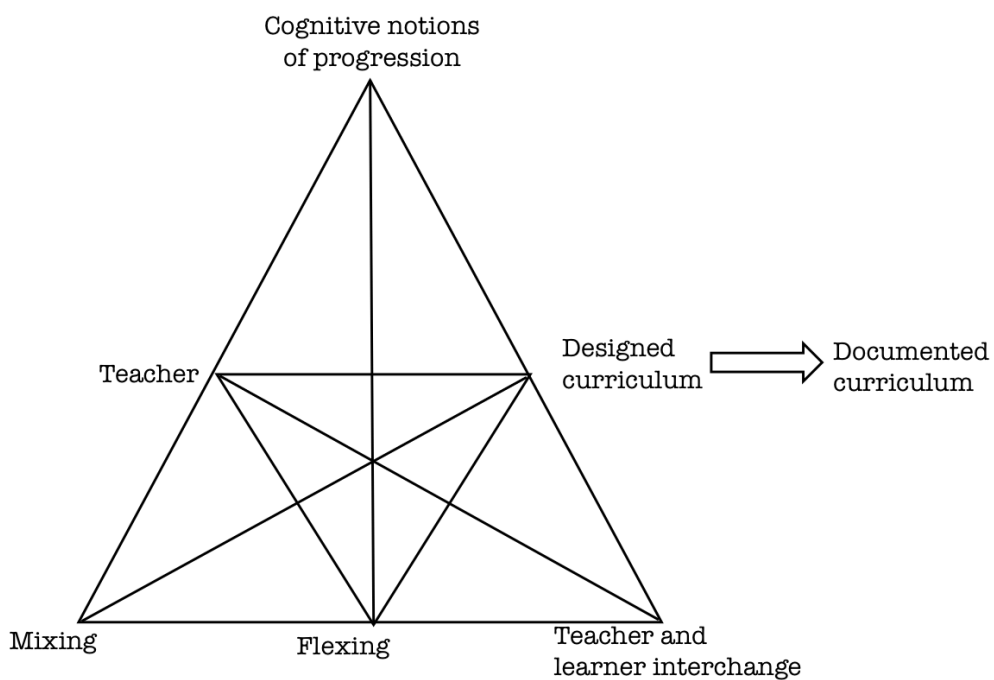 Cognitive notions
of progression
Teacher
Designed
curriculum
Documented
curriculum
Mixing
Flexing
Teacher and
learner interchange